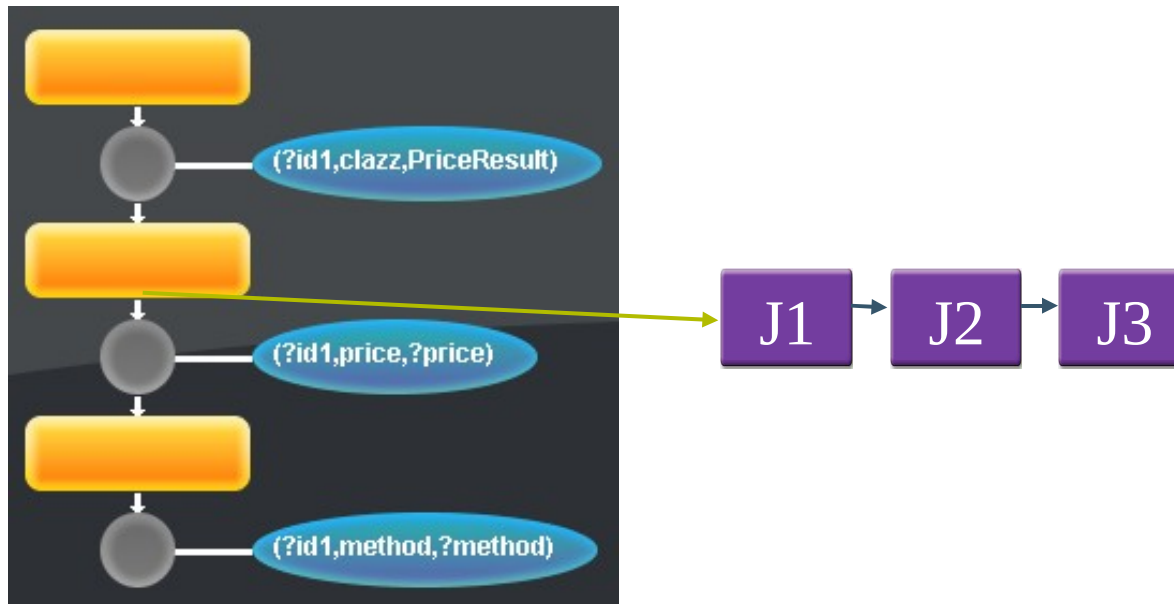 (?id1,clazz,PriceResult)
(?id1,price,?price)
J1 J2 J3
(?id1,method,?method)